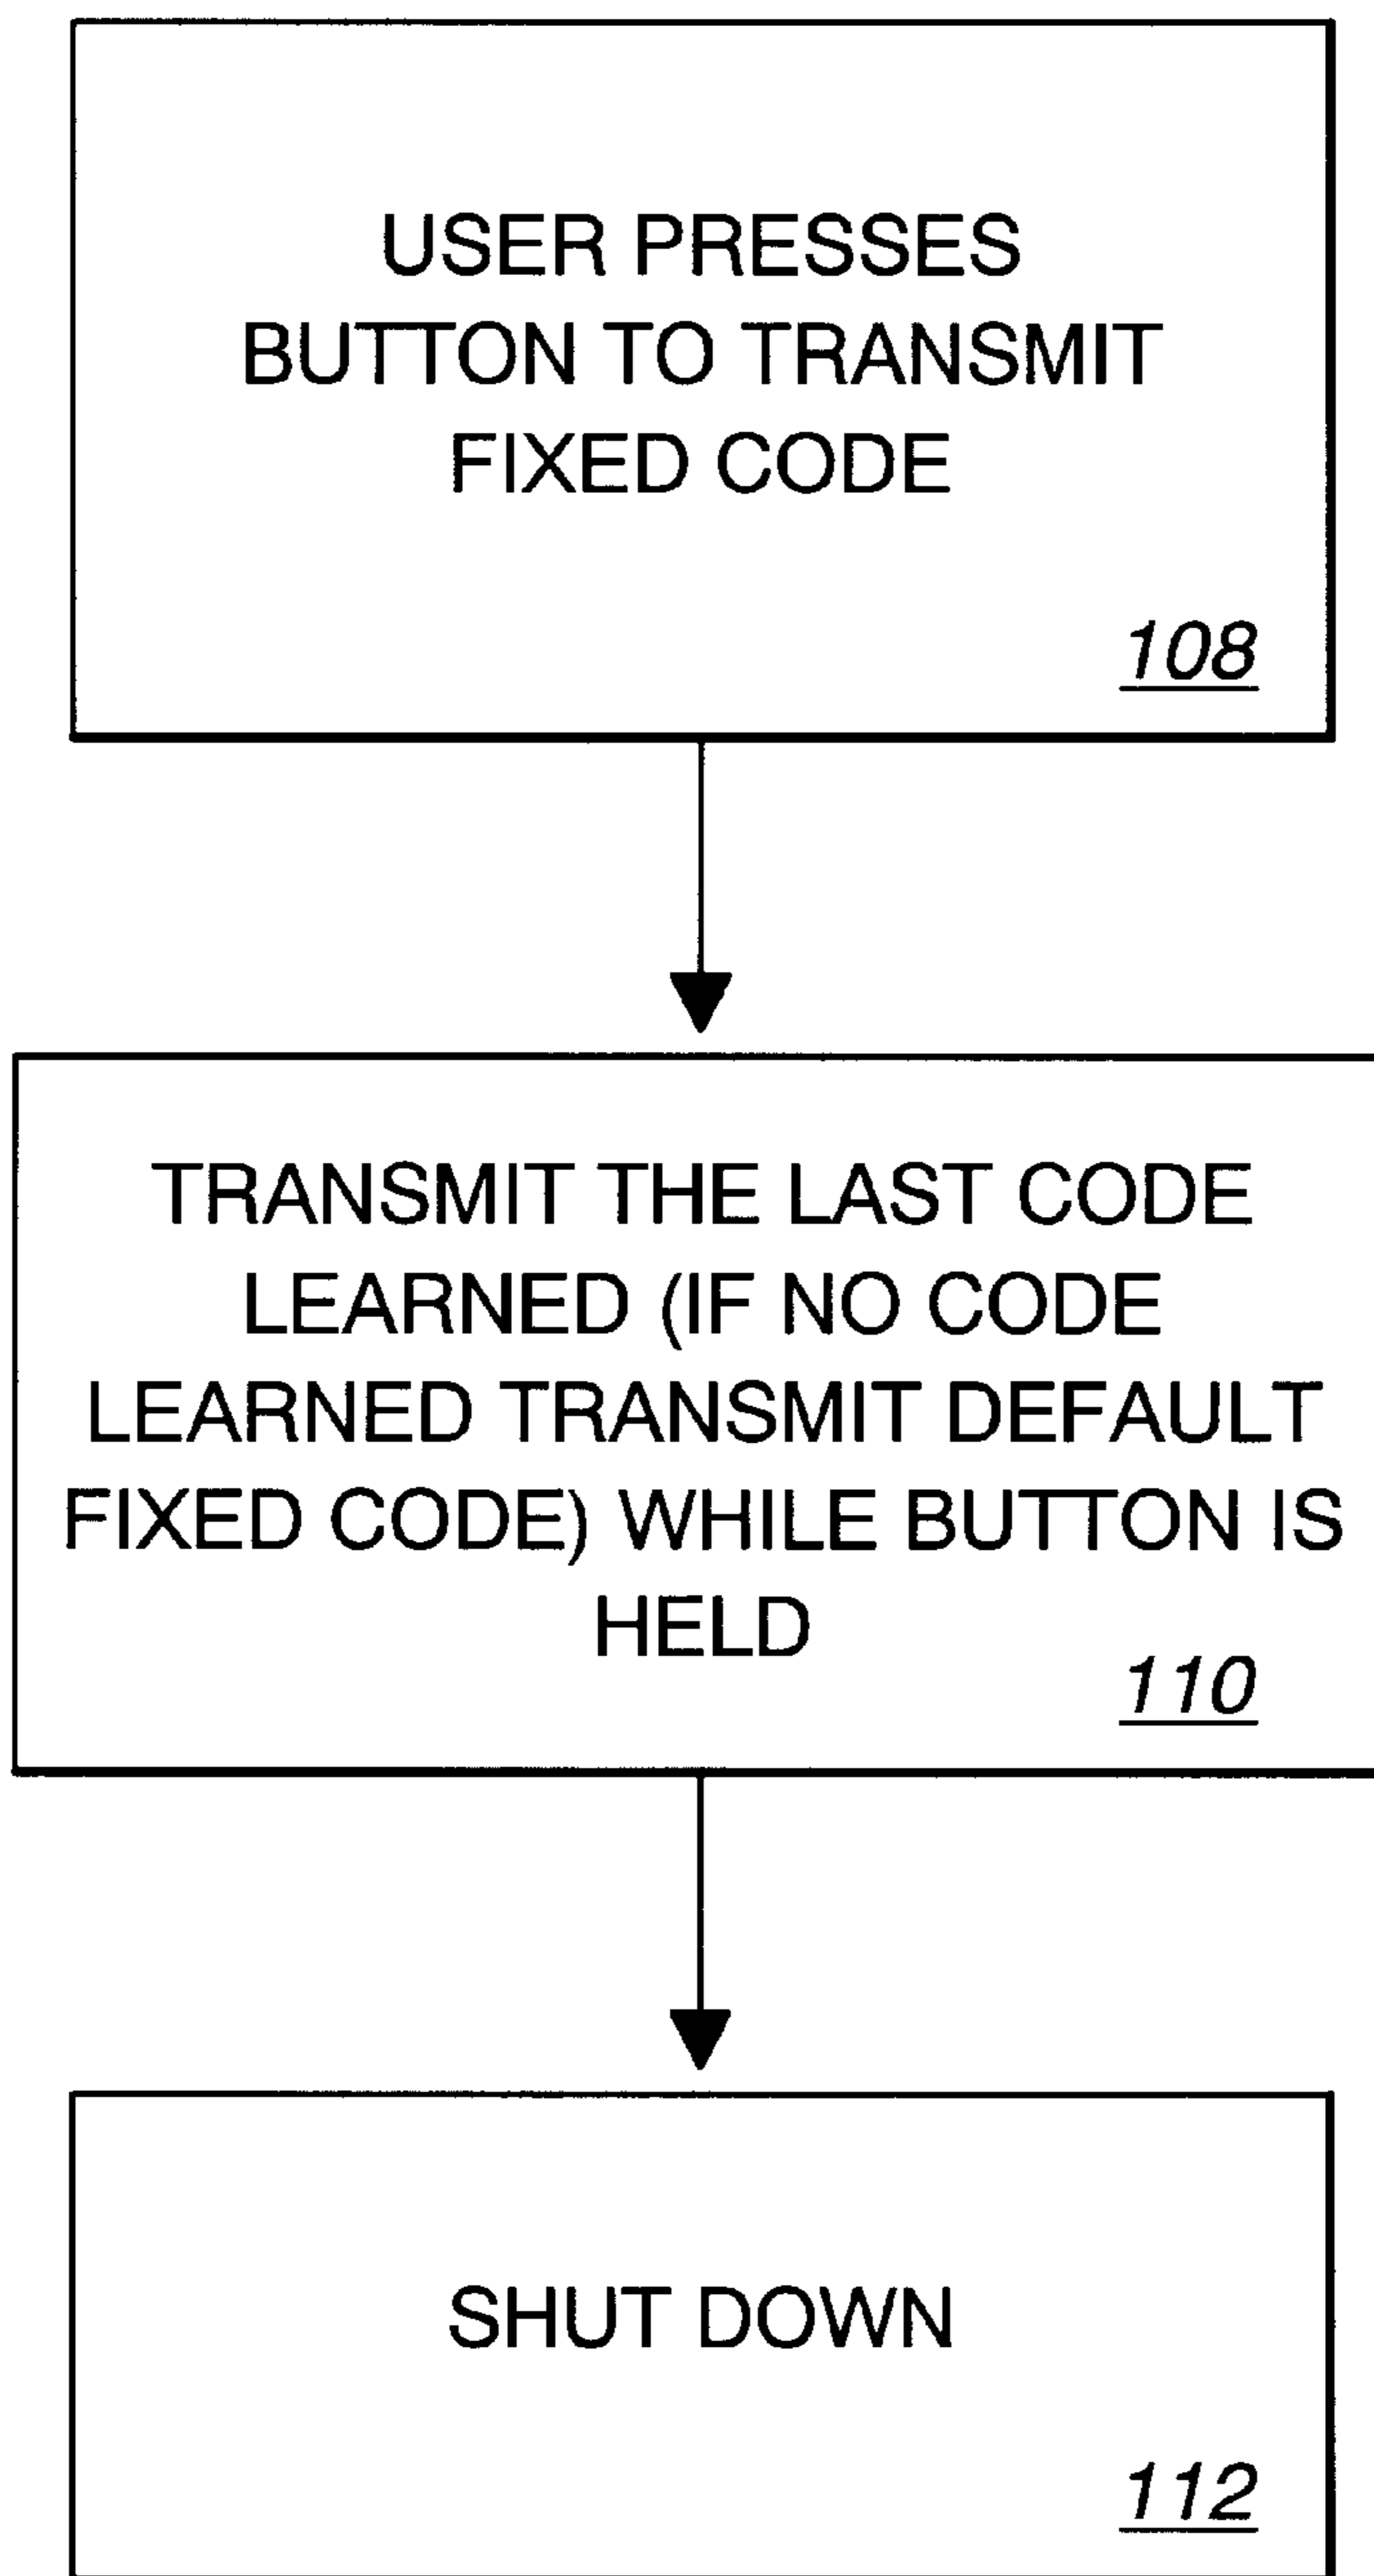 USER PRESSES
BUTTON TO TRANSMIT
FIXED CODE
108
TRANSMIT THE LAST CODE
LEARNED (IF NO CODE
LEARNED TRANSMIT DEFAULT
FIXED CODE) WHILE BUTTON IS
HELD
110
SHUT DOWN
112